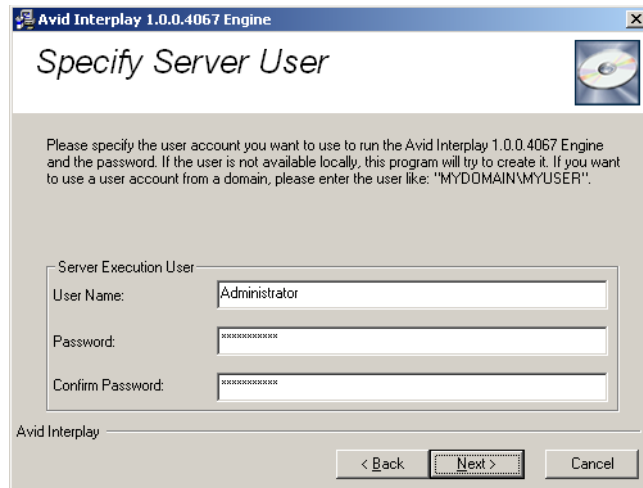 Avid Interplay 1.0.0.4067 Engine
Specify Server User
Please specify the user account you want to use to run the Avid Interplay 1.0.0.4067 Engine
and the password. If the user is not available locally, this program will try to create it. If you want
to use a user account from a domain, please enter the user like: "MYDOMAIN\MYUSER".
Server Execution User
User Name: Administrator
Password: ***********
Confirm Password: ***********
Avid Interplay
< Back Next > Cancel